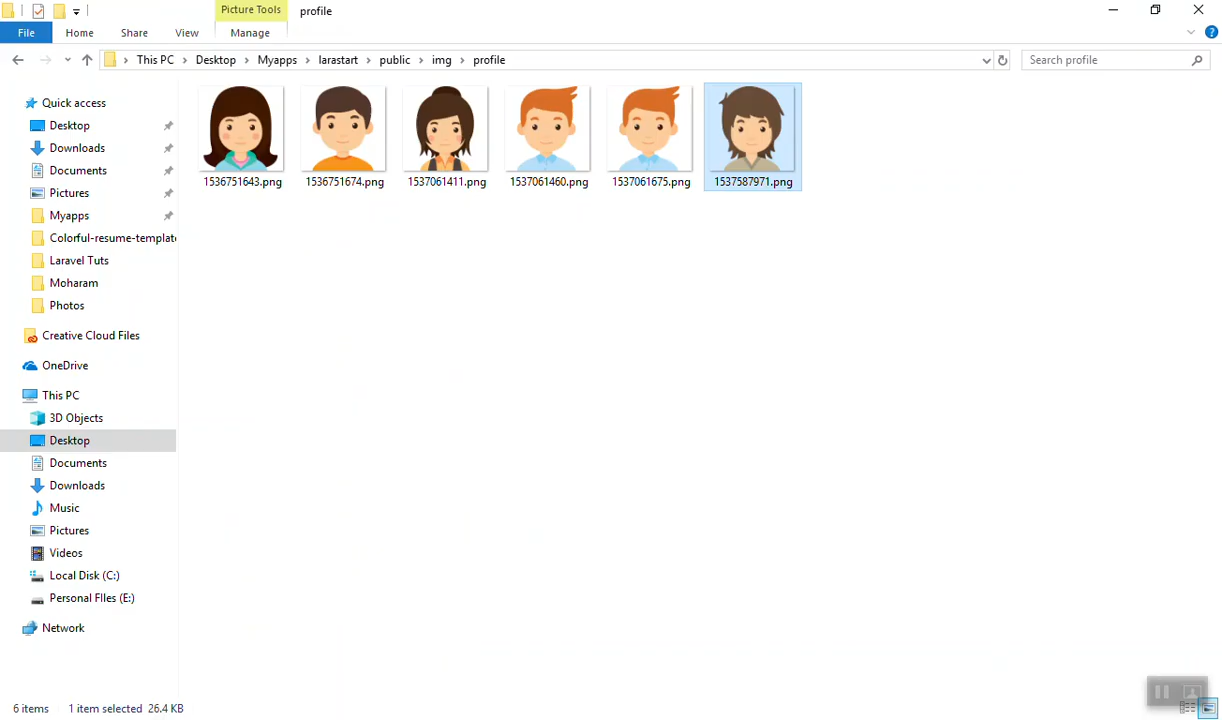 Picture Tools
profile
File
Home
Share
View
Manage
This PC
Desktop
Myapps
larastart
public
img
profile
Search profile
Quick access
Desktop
Downloads
Documents
Pictures
Myapps
Colorful-resume-template
Laravel Tuts
Moharam
Photos
Creative Cloud Files
OneDrive
This PC
3D Objects
Desktop
Documents
Downloads
Music
Pictures
Videos
Local Disk (C:)
Personal FIles (E:)
Network
1536751643.png
1536751674.png
1537061411.png
1537061460.png
1537061675.png
1537587971.png
6 items
1 item selected 26.4 KB